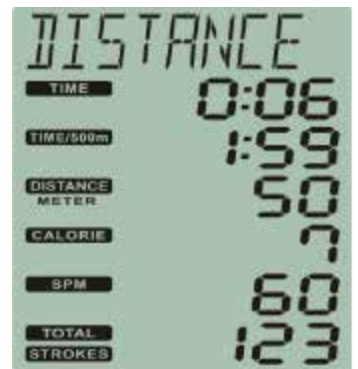 DISTANCE
TIME 0:06
TIME/500m 1:59
DISTANCE 50
METER
CALORIE 7
SPM 60
TOTAL 123
STROKES